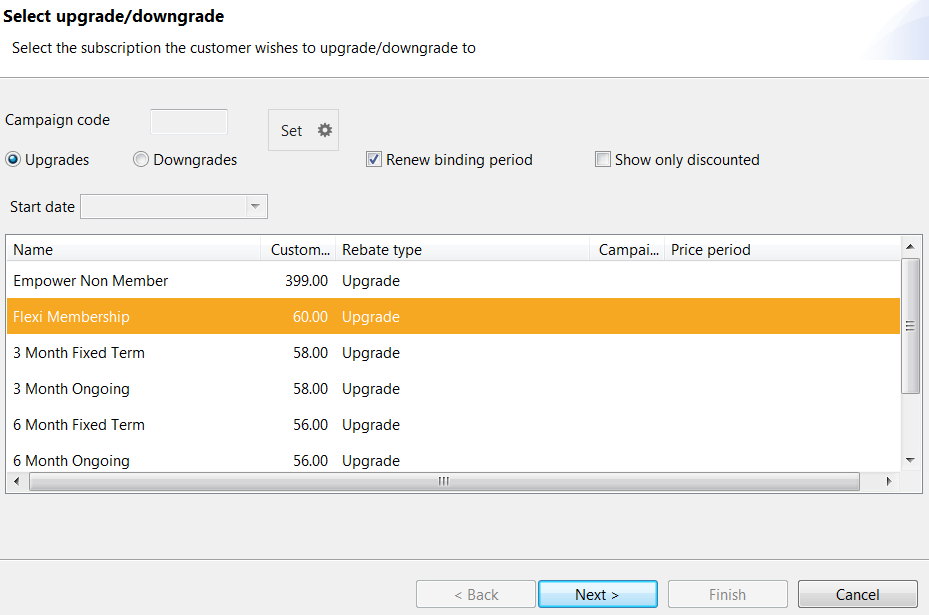 Select upgrade/downgrade
Select the subscription the customer wishes to upgrade/downgrade to
Campaign code Set
Upgrades Downgrades Renew binding period Show only discounted
Start date
Name Custom... Rebate type Campai... Price period
Empower Non Member 399.00 Upgrade
Flexi Membership 60.00 Upgrade
3 Month Fixed Term 58.00 Upgrade
3 Month Ongoing 58.00 Upgrade
6 Month Fixed Term 56.00 Upgrade
6 Month Ongoing 56.00 Upgrade
< Back Next > Finish Cancel